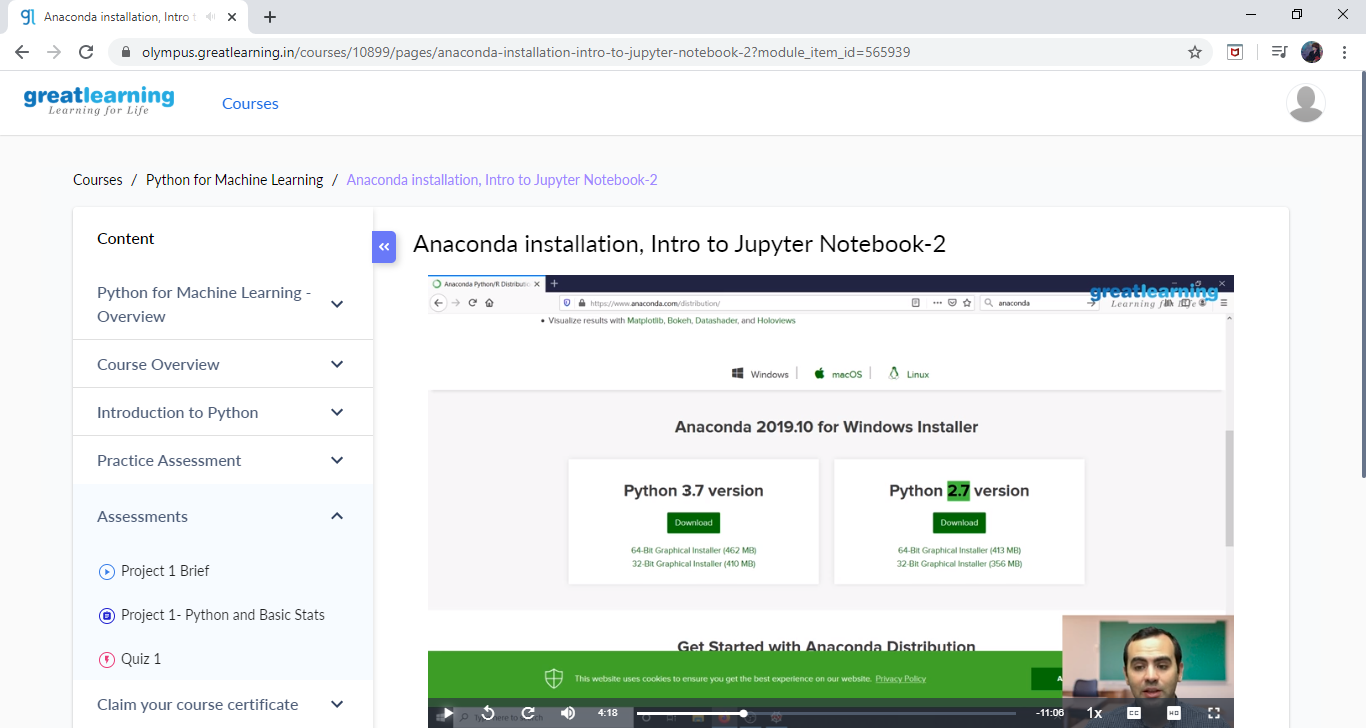 Anaconda installation, Intro t
olympus.greatlearning.in/courses/10899/pages/anaconda-installation-intro-to-jupyter-notebook-2?module_item_id=565939
greatlearning
Learning for Life
Courses
Courses / Python for Machine Learning / Anaconda installation, Intro to Jupyter Notebook-2
Content
Python for Machine Learning -
Overview
Course Overview
Introduction to Python
Practice Assessment
Assessments
Project 1 Brief
Project 1- Python and Basic Stats
Quiz 1
Claim your course certificate
Anaconda installation, Intro to Jupyter Notebook-2
Anaconda Python/R Distributio
https://www.anaconda.com/distribution/
anaconda
greatlearning
Learning for Life
• Visualize results with Matplotlib, Bokeh, Datashader, and Holoviews
Windows | macOS | Linux
Anaconda 2019.10 for Windows Installer
Python 3.7 version
Download
64-Bit Graphical Installer (462 MB)
32-Bit Graphical Installer (410 MB)
Python 2.7 version
Download
64-Bit Graphical Installer (413 MB)
32-Bit Graphical Installer (356 MB)
Get Started with Anaconda Distribution
This website uses cookies to ensure you get the best experience on our website. Privacy Policy
A
4:18
-11:06
1x
CC
HD